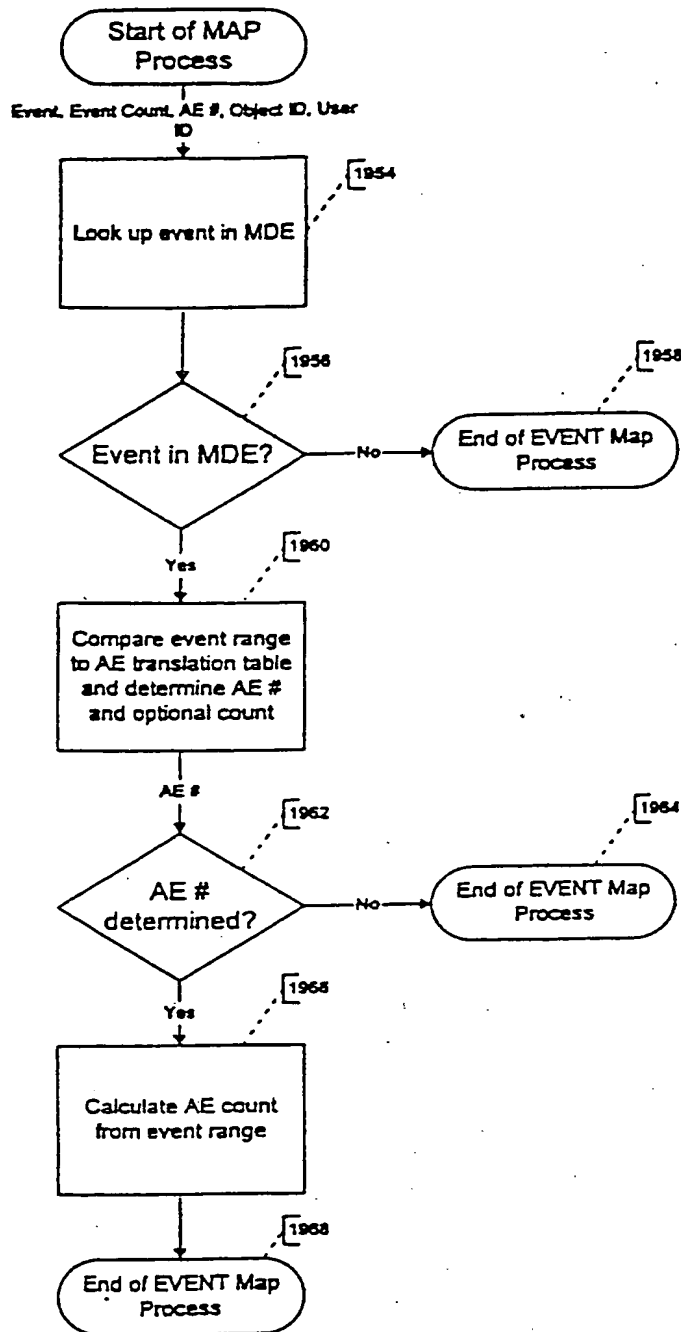 Start of MAP
Process
Event, Event Count, AE #, Object ID, User
ID
1954
Look up event in MDE
1956
1958
Event in MDE?
No
End of EVENT Map
Process
Yes
1960
Compare event range
to AE translation table
and determine AE #
and optional count
AE #
1962
1964
AE #
determined?
No
End of EVENT Map
Process
Yes
1966
Calculate AE count
from event range
1968
End of EVENT Map
Process